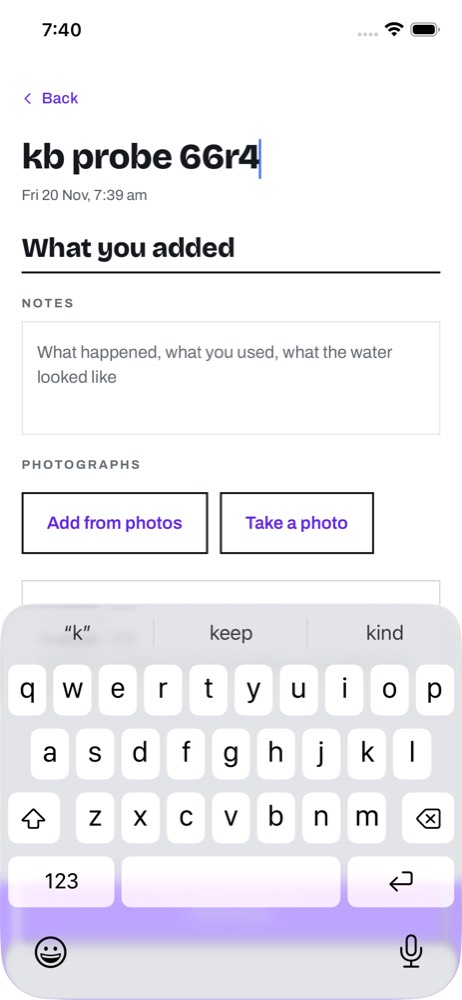 7:40
Back
kb probe 66r4
Fri 20 Nov, 7:39 am
What you added
NOTES
What happened, what you used, what the water
looked like
PHOTOGRAPHS
Add from photos
Take a photo
“k” keep kind
q w e r t y u i o p
a s d f g h j k l
z x c v b n m
123